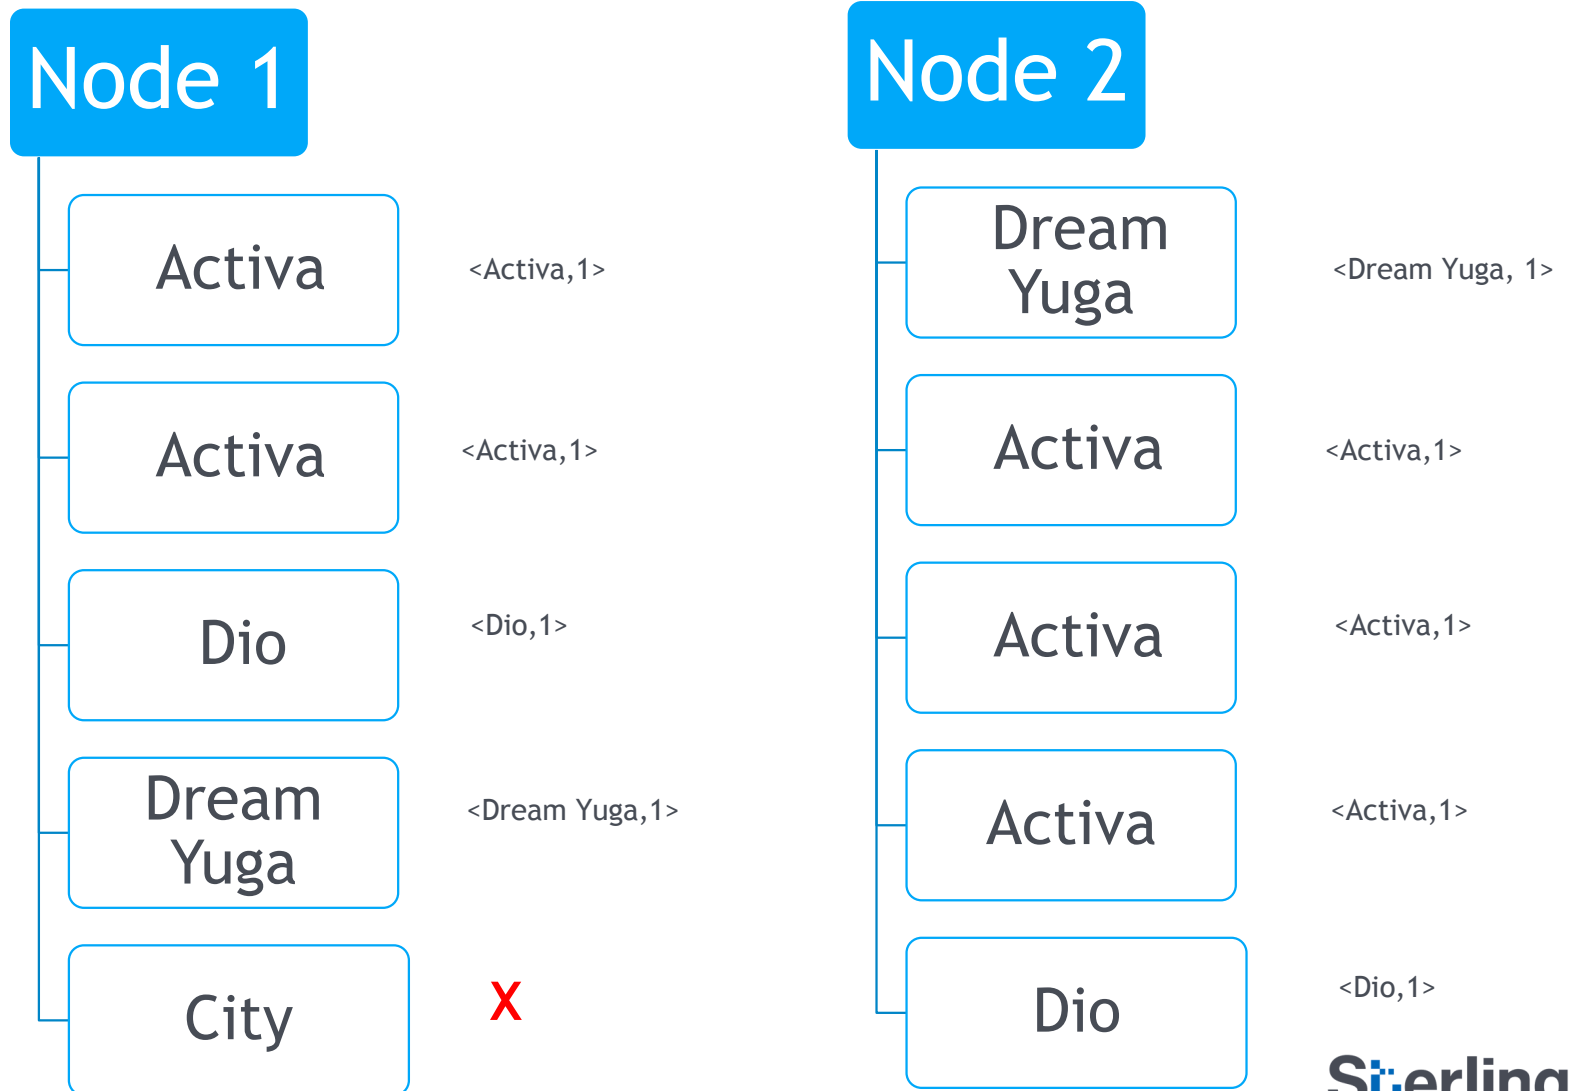 Node 1
Activa
<Activa,1>
Activa
<Activa,1>
Dio
<Dio,1>
Dream
Yuga
<Dream Yuga,1>
City
X
Node 2
Dream
Yuga
<Dream Yuga, 1>
Activa
<Activa,1>
Activa
<Activa,1>
Activa
<Activa,1>
Dio
<Dio,1>
Sterling